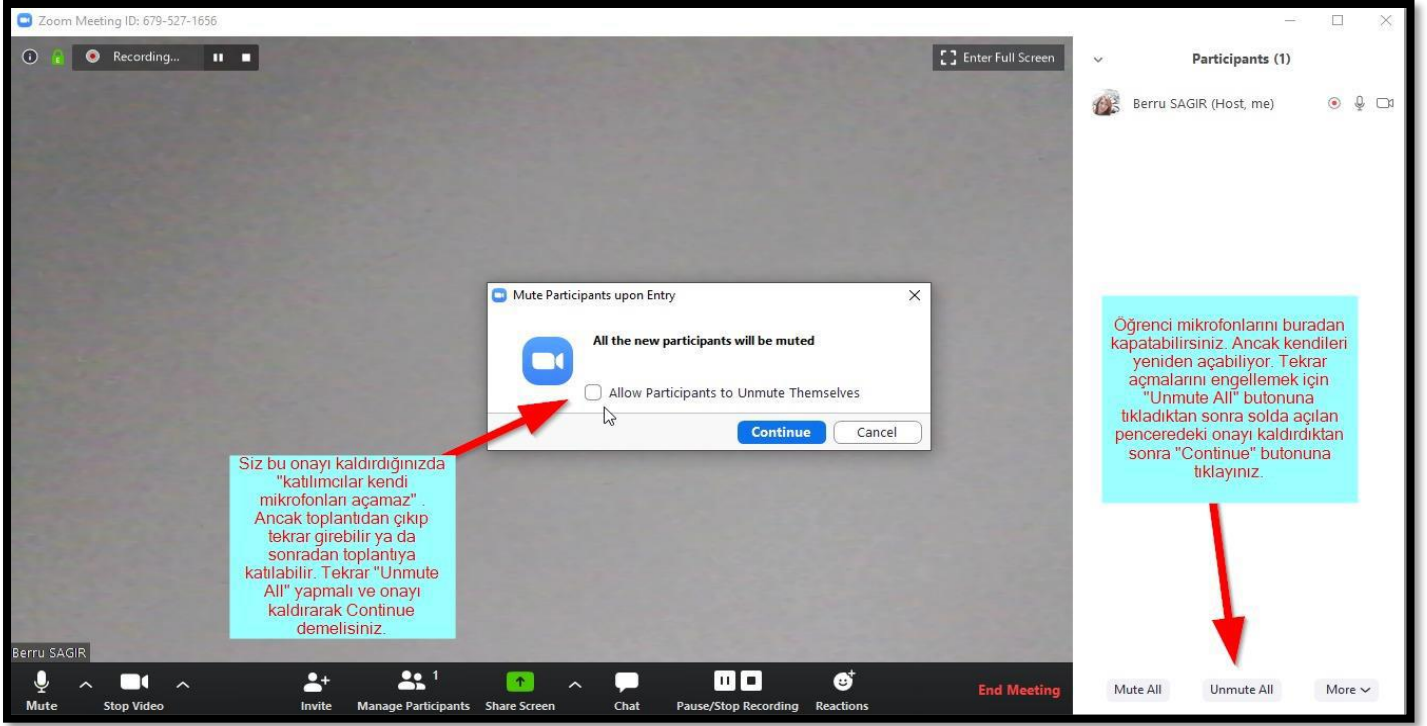 Zoom Meeting ID: 679-527-1656
Recording...
Enter Full Screen
Participants (1)
Berru SAGIR (Host, me)
Mute Participants upon Entry
All the new participants will be muted
Allow Participants to Unmute Themselves
Continue
Cancel
Siz bu onayı kaldırdığınızda
"katılımcılar kendi
mikrofonları açamaz" .
Ancak toplantıdan çıkıp
tekrar girebilir ya da
sonradan toplantıya
katılabilir. Tekrar "Unmute
All" yapmalı ve onayı
kaldırarak Continue
demelisiniz.
Öğrenci mikrofonlarını buradan
kapatabilirsiniz. Ancak kendileri
yeniden açabiliyor. Tekrar
açmalarını engellemek için
"Unmute All" butonuna
tıkladıktan sonra solda açılan
penceredeki onayı kaldırdıktan
sonra "Continue" butonuna
tıklayınız.
Berru SAGIR
Mute
Stop Video
Invite
1
Manage Participants
Share Screen
Chat
Pause/Stop Recording
Reactions
End Meeting
Mute All
Unmute All
More